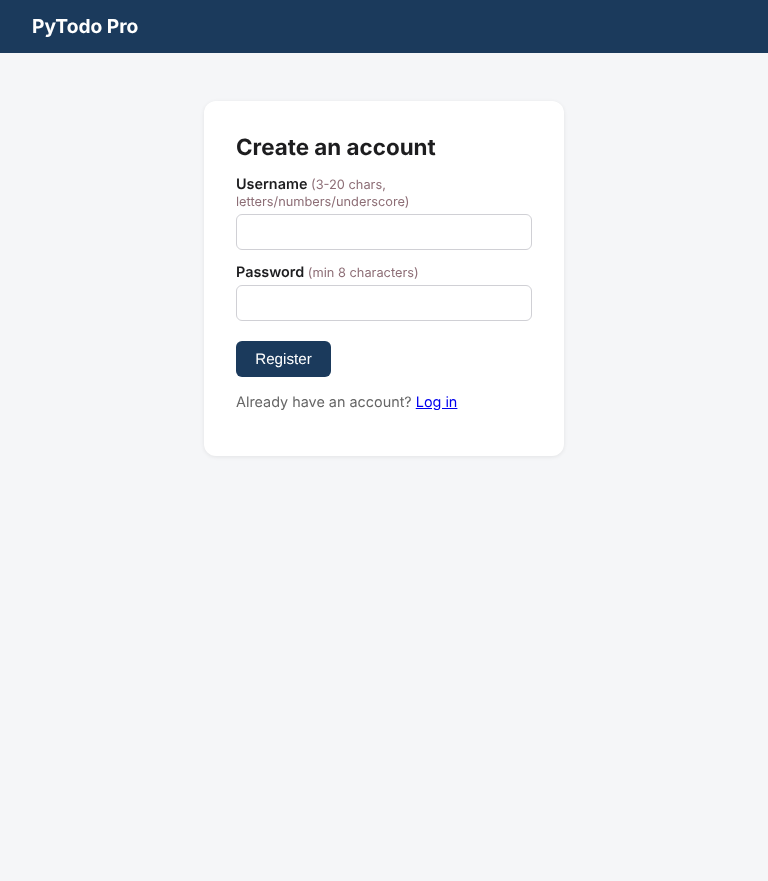 PyTodo Pro
Create an account
Username (3-20 chars,
letters/numbers/underscore)
Password (min 8 characters)
Register
Already have an account? Log in